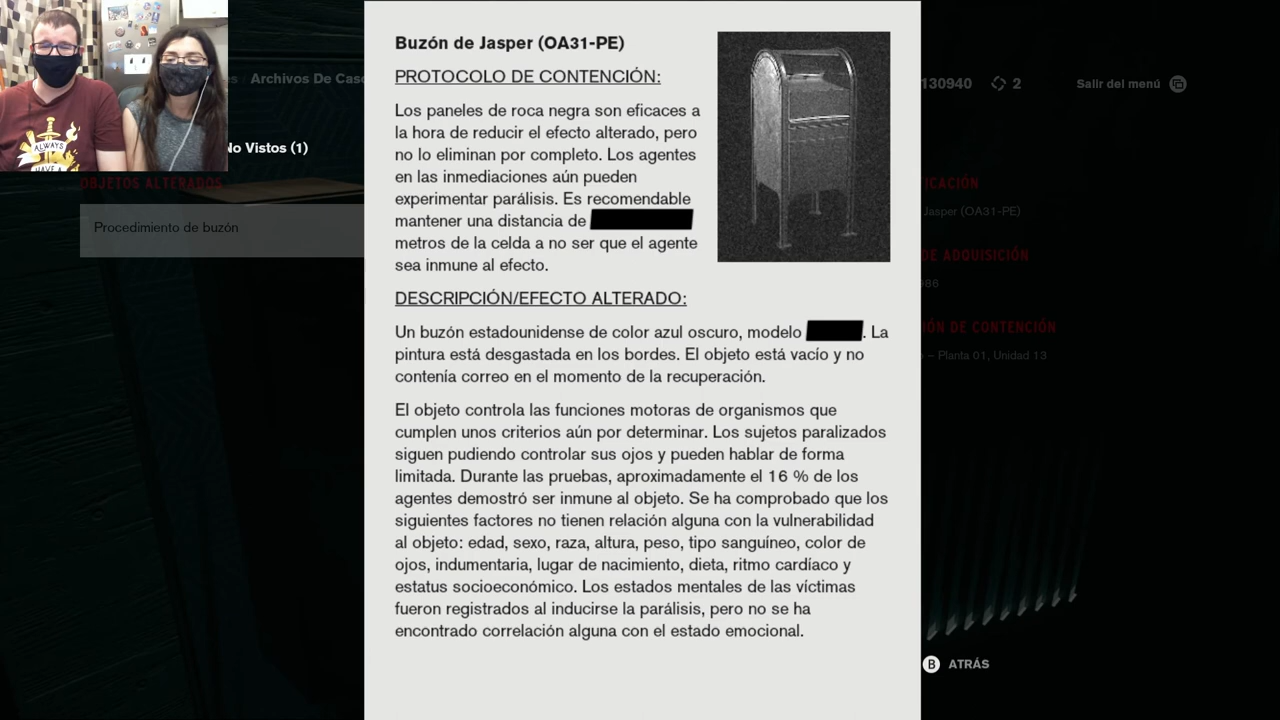 Buzón de Jasper (OA31-PE)
PROTOCOLO DE CONTENCIÓN:
Los paneles de roca negra son eficaces a
la hora de reducir el efecto alterado, pero
no lo eliminan por completo. Los agentes
en las inmediaciones aún pueden
experimentar parálisis. Es recomendable
mantener una distancia de
metros de la celda a no ser que el agente
sea inmune al efecto.
DESCRIPCIÓN/EFECTO ALTERADO:
Un buzón estadounidense de color azul oscuro, modelo . La
pintura está desgastada en los bordes. El objeto está vacío y no
contenía correo en el momento de la recuperación.
El objeto controla las funciones motoras de organismos que
cumplen unos criterios aún por determinar. Los sujetos paralizados
siguen pudiendo controlar sus ojos y pueden hablar de forma
limitada. Durante las pruebas, aproximadamente el 16 % de los
agentes demostró ser inmune al objeto. Se ha comprobado que los
siguientes factores no tienen relación alguna con la vulnerabilidad
al objeto: edad, sexo, raza, altura, peso, tipo sanguíneo, color de
ojos, indumentaria, lugar de nacimiento, dieta, ritmo cardíaco y
estatus socioeconómico. Los estados mentales de las víctimas
fueron registrados al inducirse la parálisis, pero no se ha
encontrado correlación alguna con el estado emocional.
Archivos De Caso
No Vistos (1)
OBJETOS ALTERADOS
Procedimiento de buzón
ALWAYS
HAVE A
130940 2 Salir del menú
ICACIÓN
Jasper (OA31-PE)
DE ADQUISICIÓN
86
IÓN DE CONTENCIÓN
– Planta 01, Unidad 13
B ATRÁS